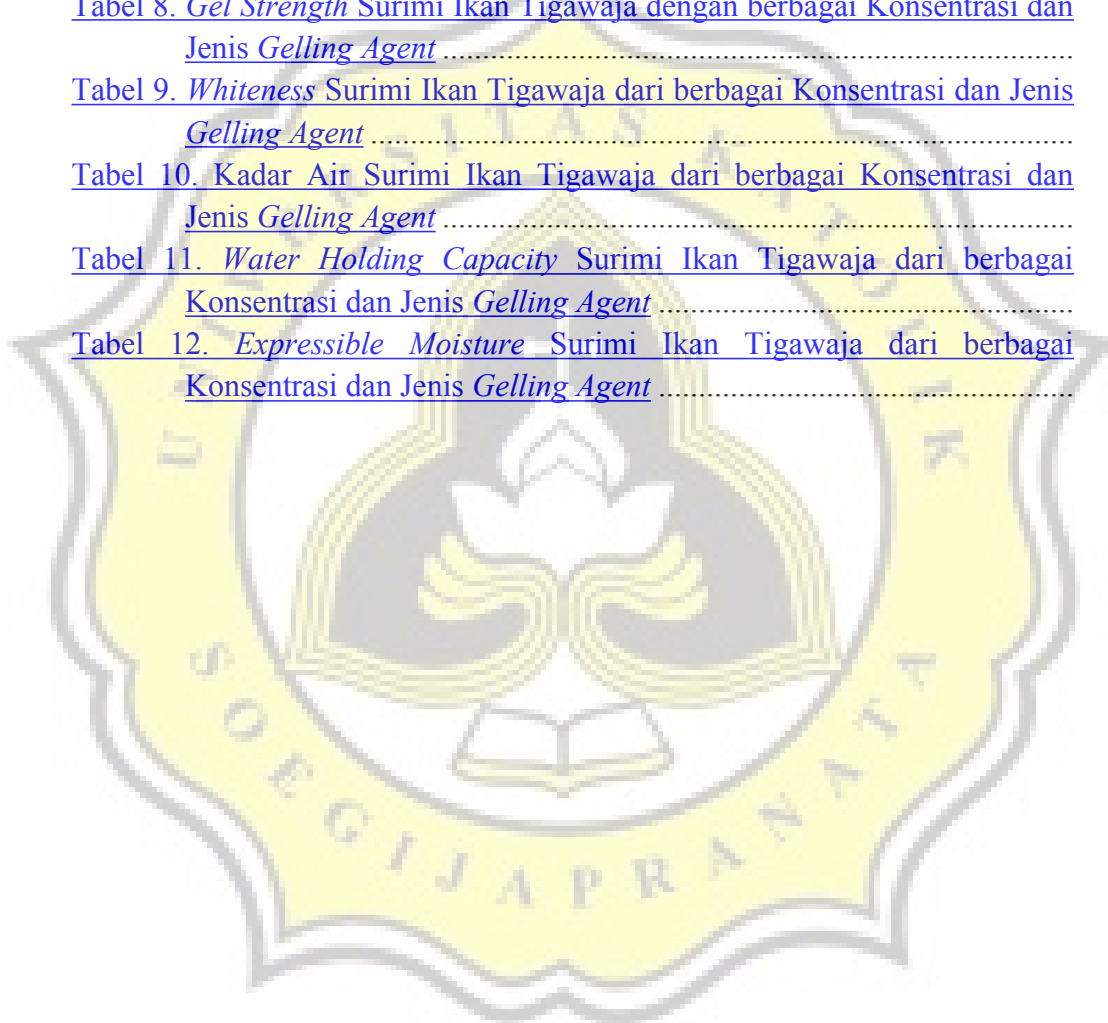 Tabel 8. Gel Strength Surimi Ikan Tigawaja dengan berbagai Konsentrasi dan
Jenis Gelling Agent ........................................................................................
Tabel 9. Whiteness Surimi Ikan Tigawaja dari berbagai Konsentrasi dan Jenis
Gelling Agent ..................................................................................................
Tabel 10. Kadar Air Surimi Ikan Tigawaja dari berbagai Konsentrasi dan
Jenis Gelling Agent ........................................................................................
Tabel 11. Water Holding Capacity Surimi Ikan Tigawaja dari berbagai
Konsentrasi dan Jenis Gelling Agent ..........................................................
Tabel 12. Expressible Moisture Surimi Ikan Tigawaja dari berbagai
Konsentrasi dan Jenis Gelling Agent ..........................................................
UNIVERSITAS KATOLIK
SOEGIJAPRANATA